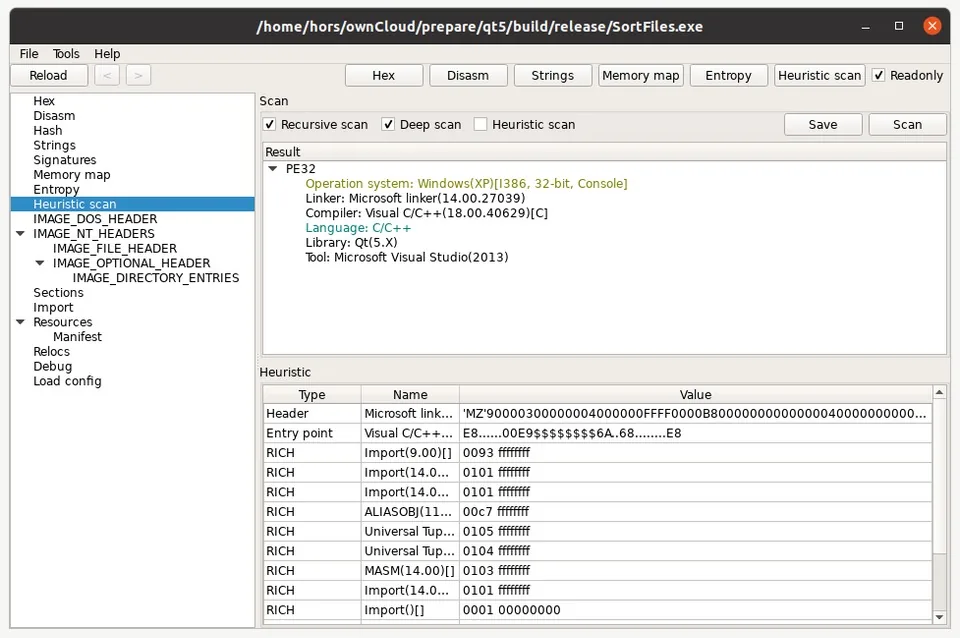 /home/hors/ownCloud/prepare/qt5/build/release/SortFiles.exe
File Tools Help
Reload < > Hex Disasm Strings Memory map Entropy Heuristic scan Readonly
Hex
Disasm
Hash
Strings
Signatures
Memory map
Entropy
Heuristic scan
IMAGE_DOS_HEADER
IMAGE_NT_HEADERS
IMAGE_FILE_HEADER
IMAGE_OPTIONAL_HEADER
IMAGE_DIRECTORY_ENTRIES
Sections
Import
Resources
Manifest
Relocs
Debug
Load config
Scan
Recursive scan Deep scan Heuristic scan Save Scan
Result
PE32
Operation system: Windows(XP)[I386, 32-bit, Console]
Linker: Microsoft linker(14.00.27039)
Compiler: Visual C/C++(18.00.40629)[C]
Language: C/C++
Library: Qt(5.X)
Tool: Microsoft Visual Studio(2013)
Heuristic
Type Name Value
Header Microsoft link... 'MZ'90000300000004000000FFFF0000B80000000000000040000000000...
Entry point Visual C/C++... E8......00E9$$$$$$$$6A..68........E8
RICH Import(9.00)[] 0093 ffffffff
RICH Import(14.0... 0101 ffffffff
RICH Import(14.0... 0101 ffffffff
RICH ALIASOBJ(11... 00c7 ffffffff
RICH Universal Tup... 0105 ffffffff
RICH Universal Tup... 0104 ffffffff
RICH MASM(14.00)[] 0103 ffffffff
RICH Import(14.0... 0101 ffffffff
RICH Import()[] 0001 00000000